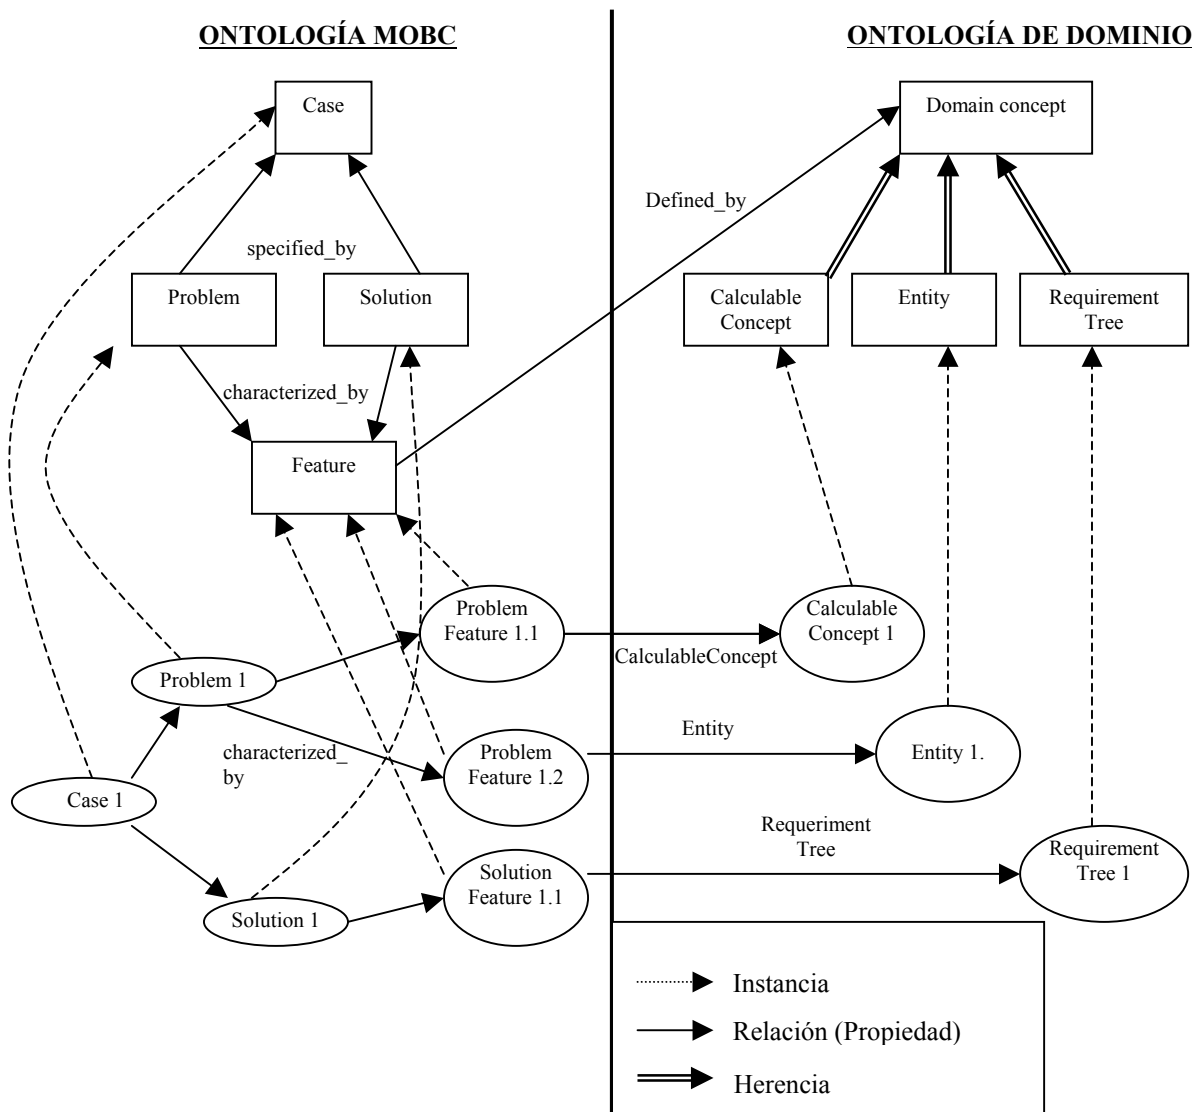 ONTOLOGÍA MOBC
ONTOLOGÍA DE DOMINIO
Case
Domain concept
Defined_by
specified_by
Problem
Solution
Calculable
Concept
Entity
Requirement
Tree
characterized_by
Feature
Problem
Feature 1.1
Calculable
Concept 1
CalculableConcept
Problem 1
characterized_
by
Problem
Feature 1.2
Entity
Entity 1.
Case 1
Requeriment
Tree
Solution
Feature 1.1
Requirement
Tree 1
Solution 1
Instancia
Relación (Propiedad)
Herencia